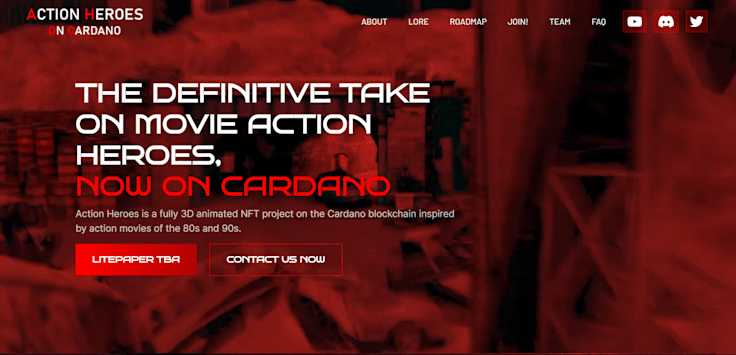 ACTION HEROES
ON CARDANO
ABOUT LORE ROADMAP JOIN! TEAM FAQ
THE DEFINITIVE TAKE
ON MOVIE ACTION
HEROES,
NOW ON CARDANO
Action Heroes is a fully 3D animated NFT project on the Cardano blockchain inspired
by action movies of the 80s and 90s.
LITEPAPER TBA CONTACT US NOW